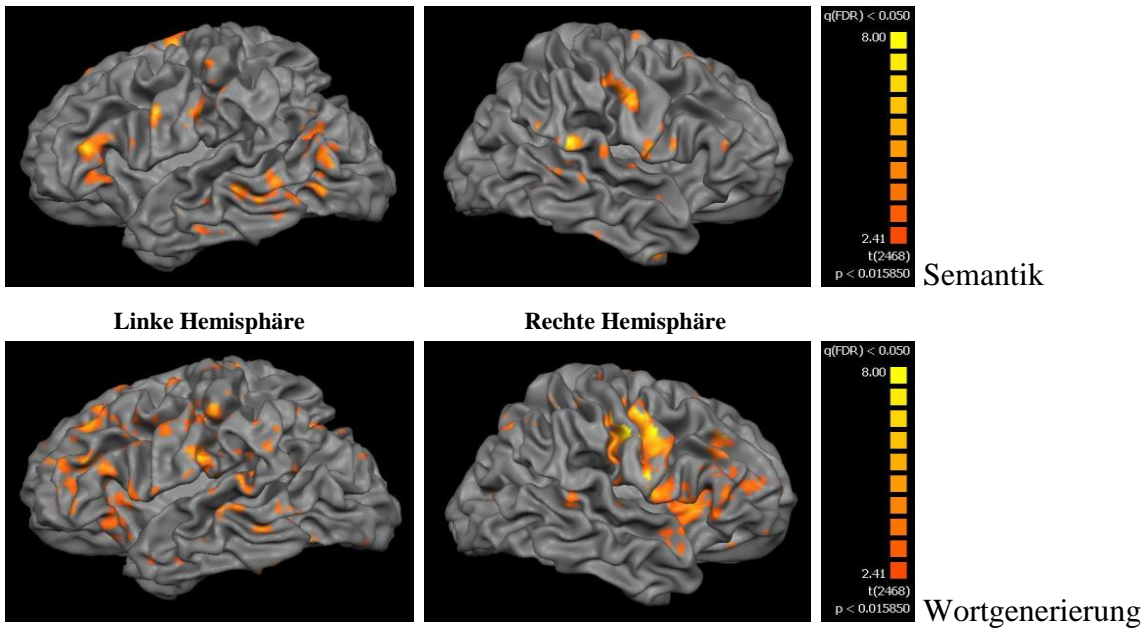 q(FDR) < 0.050
8.00
2.41
t(2468)
p < 0.015850
Semantik
Linke Hemisphäre
Rechte Hemisphäre
q(FDR) < 0.050
8.00
2.41
t(2468)
p < 0.015850
Wortgenerierung